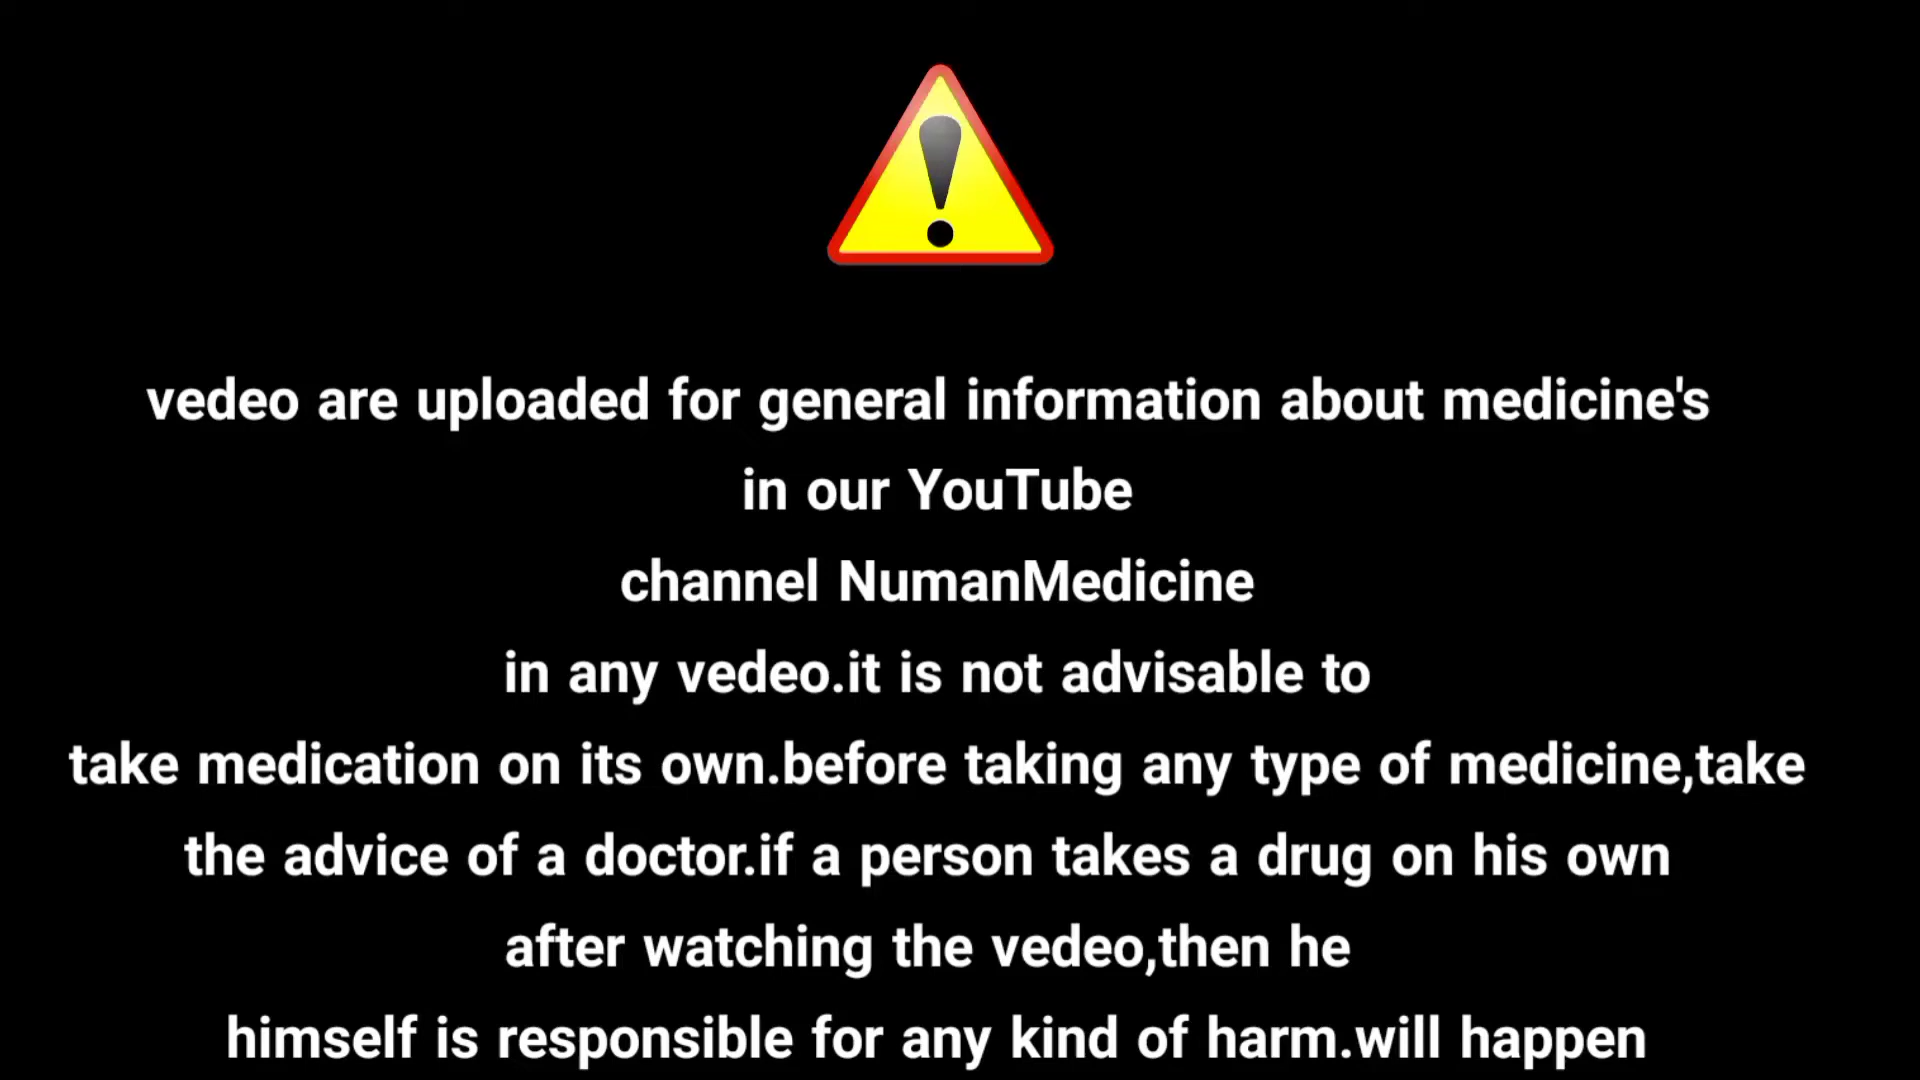 vedeo are uploaded for general information about medicine's
in our YouTube
channel NumanMedicine
in any vedeo.it is not advisable to
take medication on its own.before taking any type of medicine,take
the advice of a doctor.if a person takes a drug on his own
after watching the vedeo,then he
himself is responsible for any kind of harm.will happen